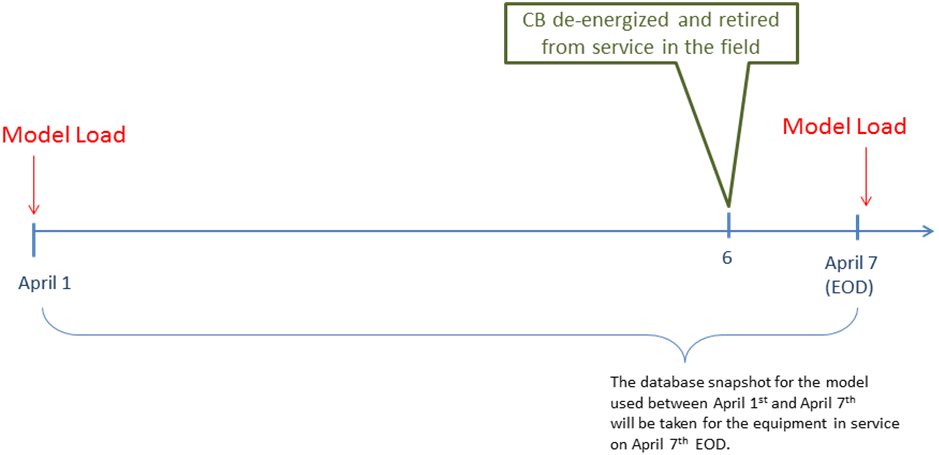 CB de-energized and retired
from service in the field
Model Load
Model Load
April 1
6
April 7
(EOD)
The database snapshot for the model
used between April 1st and April 7th
will be taken for the equipment in service
on April 7th EOD.